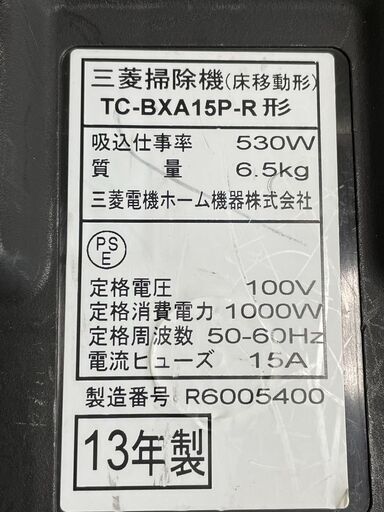 三菱掃除機(床移動形)
TC-BXA15P-R形
吸込仕事率 530W
質量 6.5kg
三菱電機ホーム機器株式会社
PS
E
定格電圧 100V
定格消費電力 1000W
定格周波数 50-60Hz
電流ヒューズ 15A
製造番号 R6005400
13年製